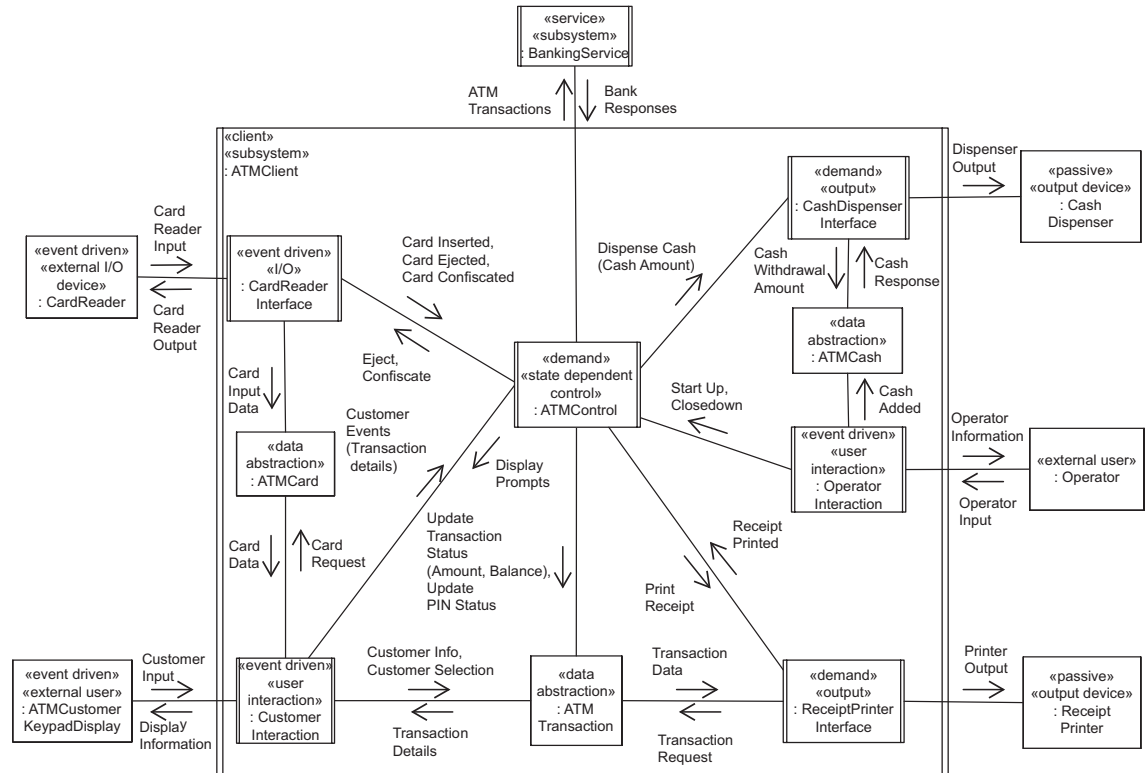 «service»
«subsystem»
: BankingService
ATM
Transactions
Bank
Responses
«client»
«subsystem»
: ATMClient
Dispenser
Output
«passive»
«output device»
: Cash
Dispenser
«demand»
«output»
: CashDispenser
Interface
Card
Reader
Input
«event driven»
«external I/O
device»
: CardReader
Card
Reader
Output
«event driven»
«I/O»
: CardReader
Interface
Card Inserted,
Card Ejected,
Card Confiscated
Eject,
Confiscate
Dispense Cash
(Cash Amount)
Cash
Withdrawal
Amount
Cash
Response
«data
abstraction»
: ATMCash
Cash
Added
«demand»
«state dependent
control»
: ATMControl
Start Up,
Closedown
Card
Input
Data
Customer
Events
(Transaction
details)
Display
Prompts
«data
abstraction»
: ATMCard
«event driven»
«user
interaction»
: Operator
Interaction
Operator
Information
«external user»
: Operator
Operator
Input
Card
Data
Card
Request
Update
Transaction
Status
(Amount, Balance),
Update
PIN Status
Receipt
Printed
Print
Receipt
Customer
Input
«event driven»
«external user»
: ATMCustomer
KeypadDisplay
Display
Information
«event driven»
«user
interaction»
: Customer
Interaction
Customer Info,
Customer Selection
Transaction
Details
«data
abstraction»
: ATM
Transaction
Transaction
Data
Transaction
Request
«demand»
«output»
: ReceiptPrinter
Interface
Printer
Output
«passive»
«output device»
: Receipt
Printer